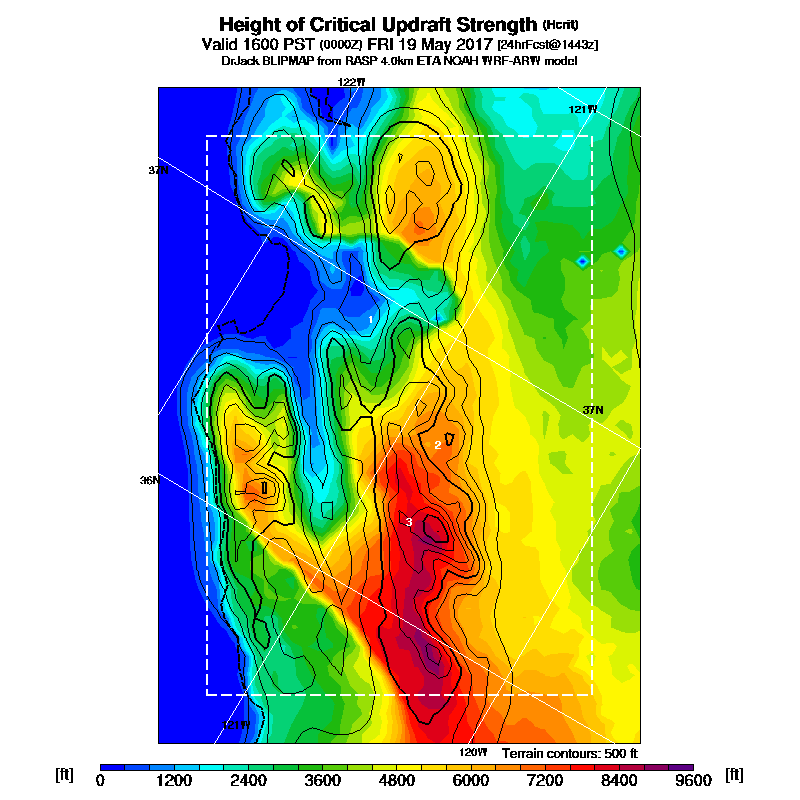 Height of Critical Updraft Strength (Hcrit)
Valid 1600 PST (0000Z) FRI 19 May 2017 [24hrFcst@1443z]
DrJack BLIPMAP from RASP 4.0km ETA NOAH WRF-ARW model
122W
121W
37N
1
37N
2
36N
3
121W
120W
Terrain contours: 500 ft
[ft] 0 1200 2400 3600 4800 6000 7200 8400 9600 [ft]